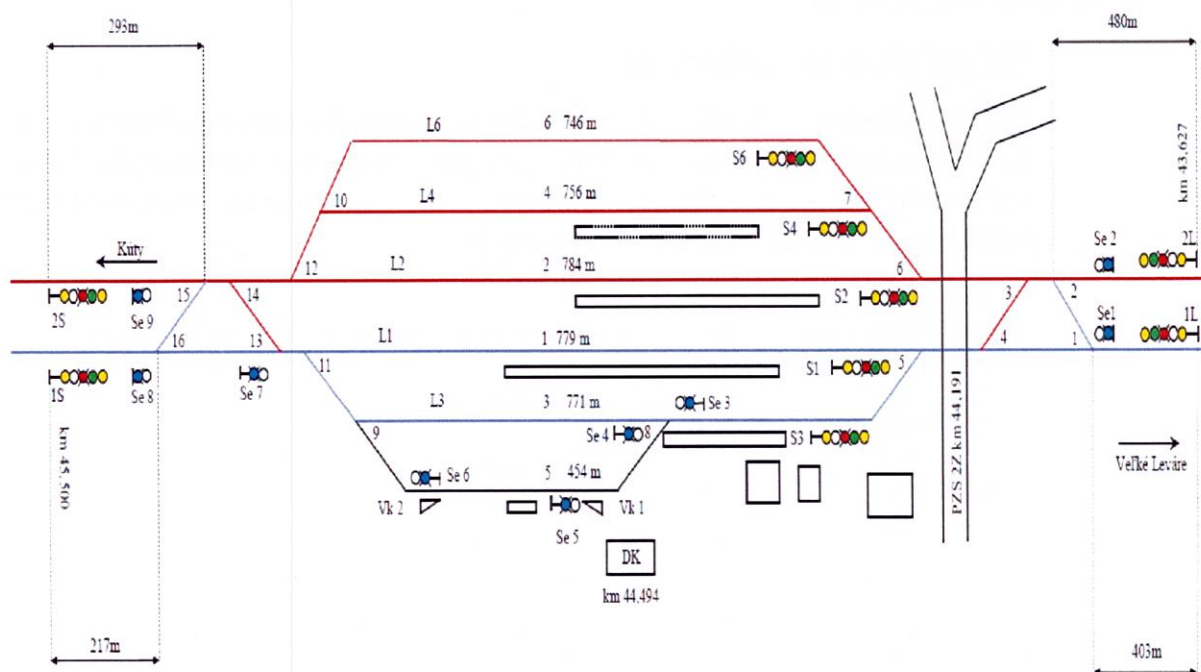 293m
480m
km 43,627
L6 6 746 m
S6
10 L4 4 756 m 7
Kúty
S4
Se 2 2L
12 L2 2 784 m 6
15 14 3 2
2S Se 9
S2
Se1 1L
16 13 L1 1 779 m 4 1
11 5
1S Se 8 Se 7
S1
L3 3 771 m Se 3
9 Se 4 8 S3
km 45,500
Veľké Leváre
Se 6 5 454 m
Vk 2 Vk 1
Se 5
PZS 2Z km 44,191
DK
km 44,494
217m
403m